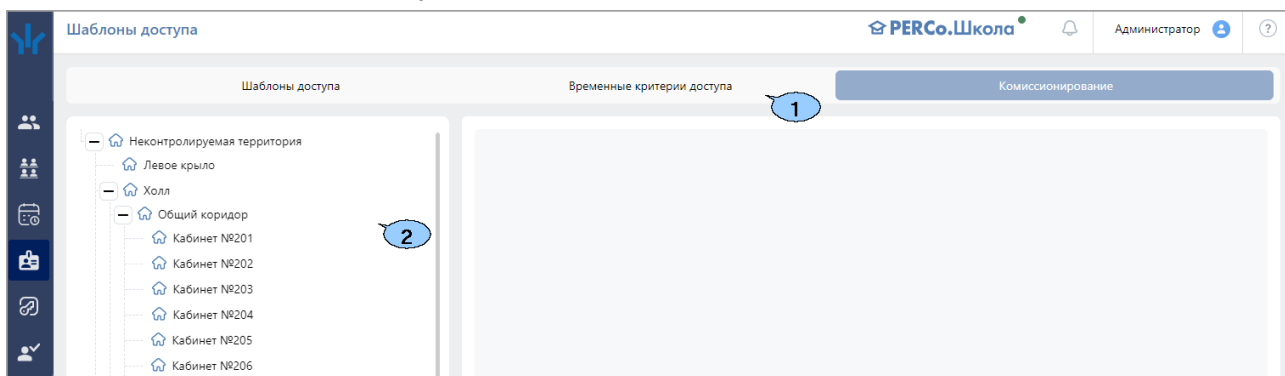 Шаблоны доступа
PERCo.Школа
Администратор
?
Шаблоны доступа
Временные критерии доступа
Комиссионирование
1
Неконтролируемая территория
Левое крыло
Холл
Общий коридор
2
Кабинет №201
Кабинет №202
Кабинет №203
Кабинет №204
Кабинет №205
Кабинет №206